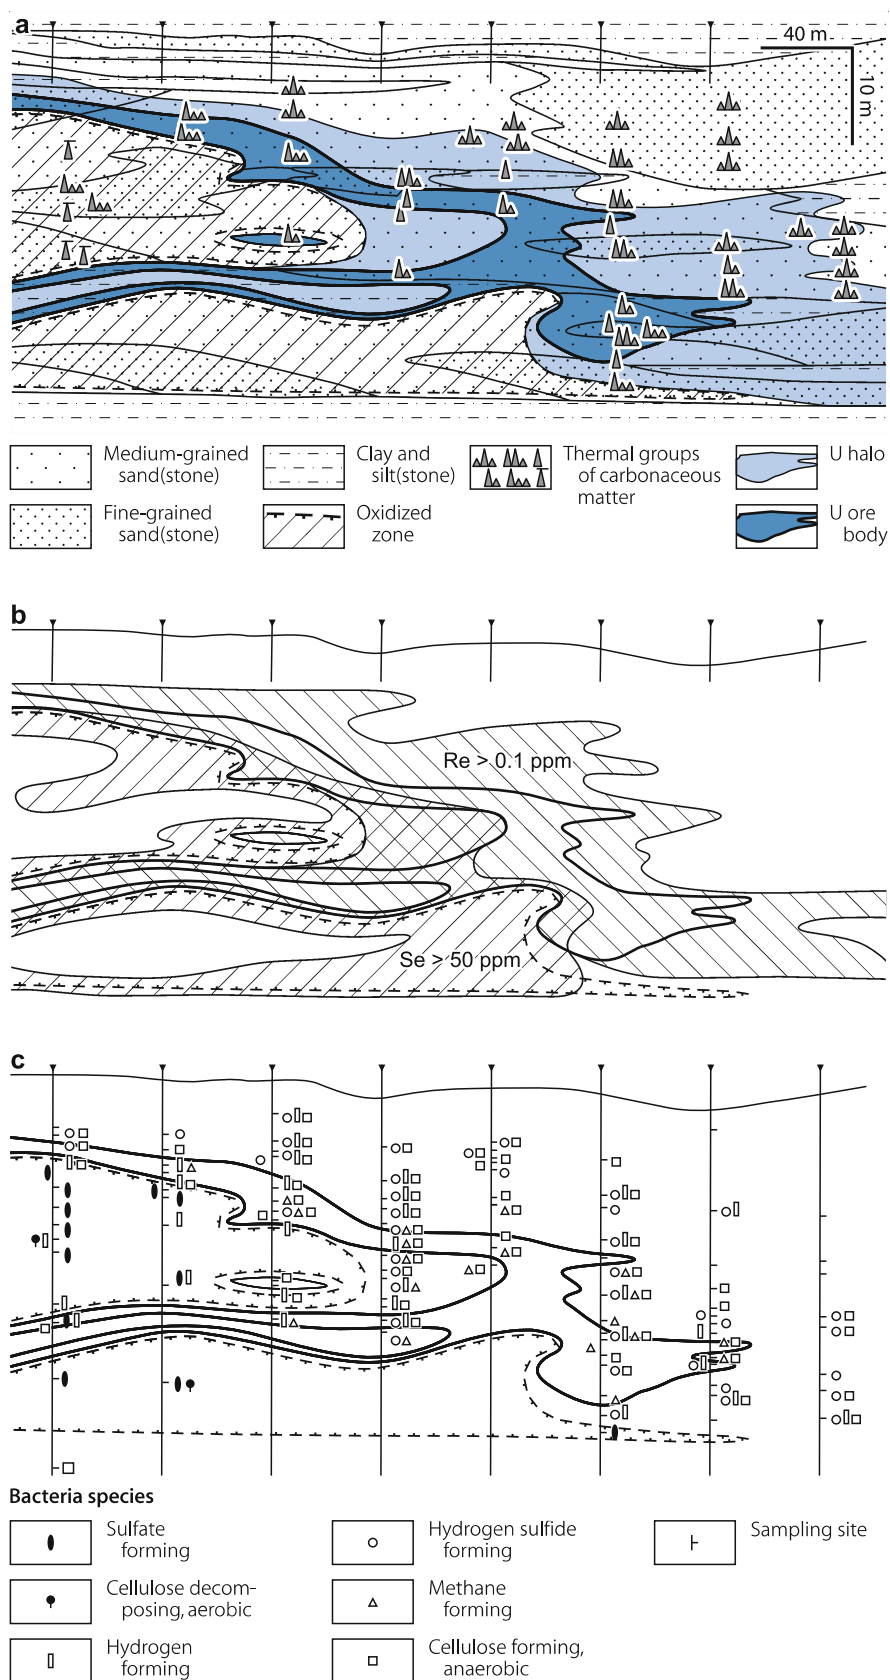 a
40 m
10 m
Medium-grained
sand(stone)
Clay and
silt(stone)
Thermal groups
of carbonaceous
matter
U halo
Fine-grained
sand(stone)
Oxidized
zone
U ore
body
b
Re > 0.1 ppm
Se > 50 ppm
c
Bacteria species
Sulfate
forming
Hydrogen sulfide
forming
Sampling site
Cellulose decom-
posing, aerobic
Methane
forming
Hydrogen
forming
Cellulose forming,
anaerobic